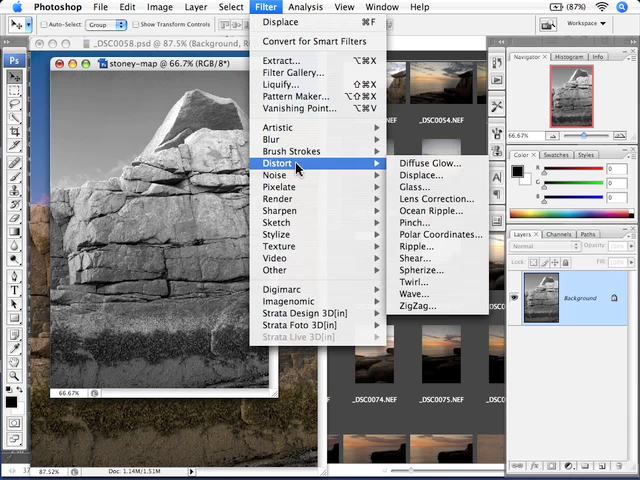 Photoshop File Edit Image Layer Select Filter Analysis View Window Help (87%)
Auto-Select: Group Show Transform Controls Workspace
_DSC0058.psd @ 87.5% (Background, R
stoney-map @ 66.7% (RGB/8*)
Displace ⌘F
Convert for Smart Filters
Extract... ⌥⌘X
Filter Gallery...
Liquify... ⇧⌘X
Pattern Maker... ⌥⇧⌘X
Vanishing Point... ⌥⌘V
Artistic
Blur
Brush Strokes
Distort
Noise
Pixelate
Render
Sharpen
Sketch
Stylize
Texture
Video
Other
Digimarc
Imagenomic
Strata Design 3D[in]
Strata Foto 3D[in]
Strata Live 3D[in]
Diffuse Glow...
Displace...
Glass...
Lens Correction...
Ocean Ripple...
Pinch...
Polar Coordinates...
Ripple...
Shear...
Spherize...
Twirl...
Wave...
ZigZag...
_DSC0054.NEF
_DSC0074.NEF
_DSC0075.NEF
Ps
Navigator Histogram Info
66.67%
Color Swatches Styles
R 0
G 0
B 0
Layers Channels Paths
Normal Opacity:
Lock: Fill:
Background
66.67%
87.52% Doc: 1.14M/1.51M